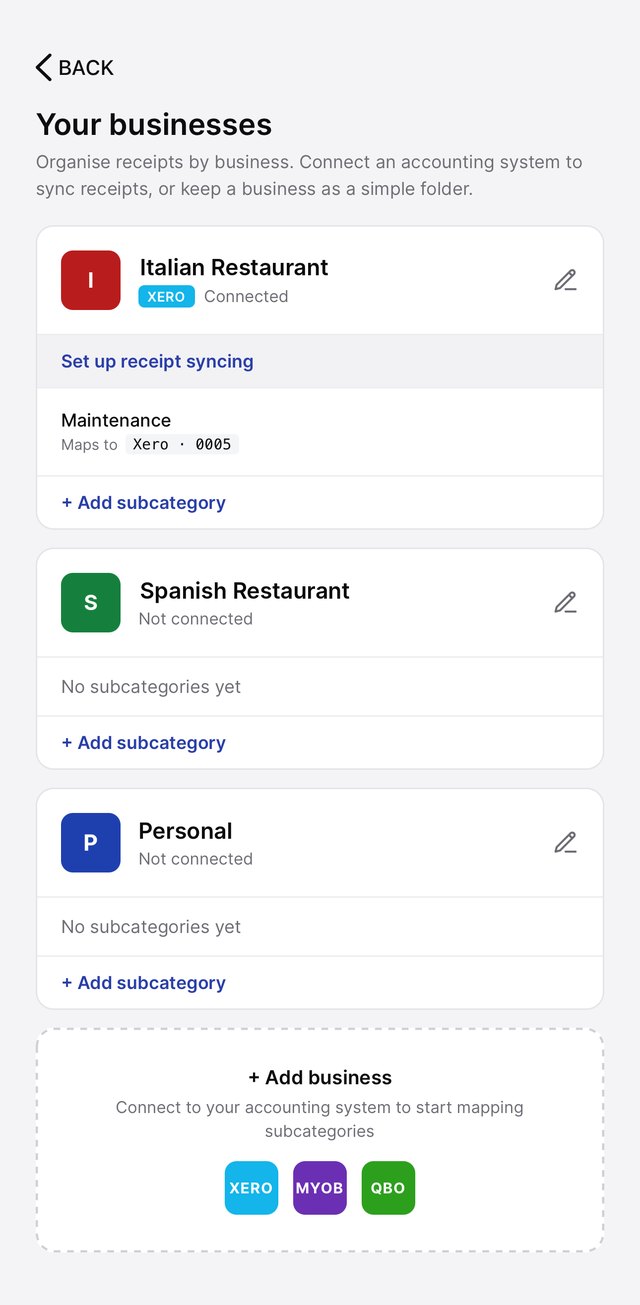 BACK
Your businesses
Organise receipts by business. Connect an accounting system to
sync receipts, or keep a business as a simple folder.
I
Italian Restaurant
XERO Connected
Set up receipt syncing
Maintenance
Maps to Xero · 0005
+ Add subcategory
S
Spanish Restaurant
Not connected
No subcategories yet
+ Add subcategory
P
Personal
Not connected
No subcategories yet
+ Add subcategory
+ Add business
Connect to your accounting system to start mapping
subcategories
XERO MYOB QBO